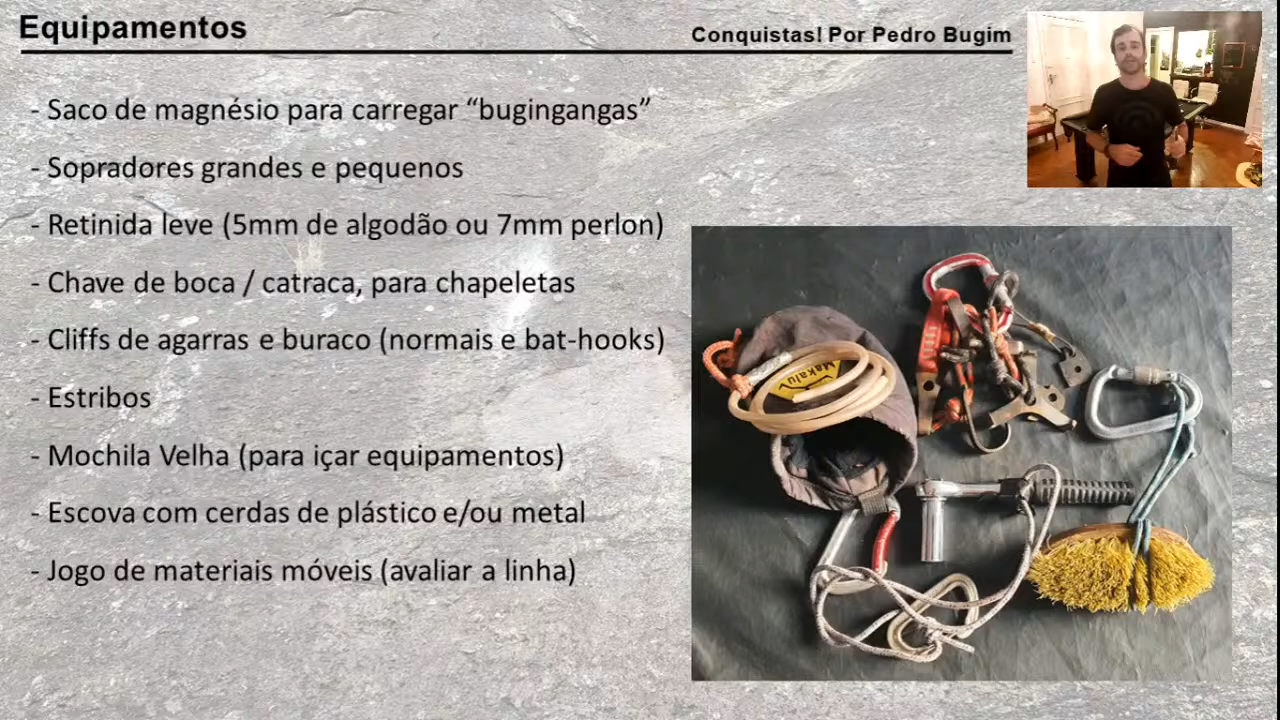 Equipamentos
Conquistas! Por Pedro Bugim
- Saco de magnésio para carregar “bugingangas”
- Sopradores grandes e pequenos
- Retinida leve (5mm de algodão ou 7mm perlon)
- Chave de boca / catraca, para chapeletas
- Cliffs de agarras e buraco (normais e bat-hooks)
- Estribos
- Mochila Velha (para içar equipamentos)
- Escova com cerdas de plástico e/ou metal
- Jogo de materiais móveis (avaliar a linha)
Makalu